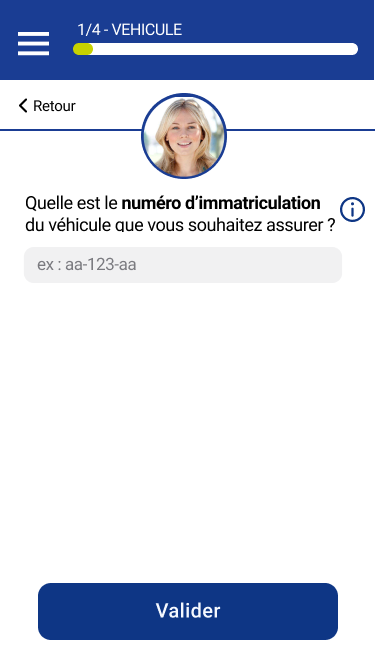 1/4 - VEHICULE
Retour
Quelle est le numéro d’immatriculation
du véhicule que vous souhaitez assurer ?
ex : aa-123-aa
Valider